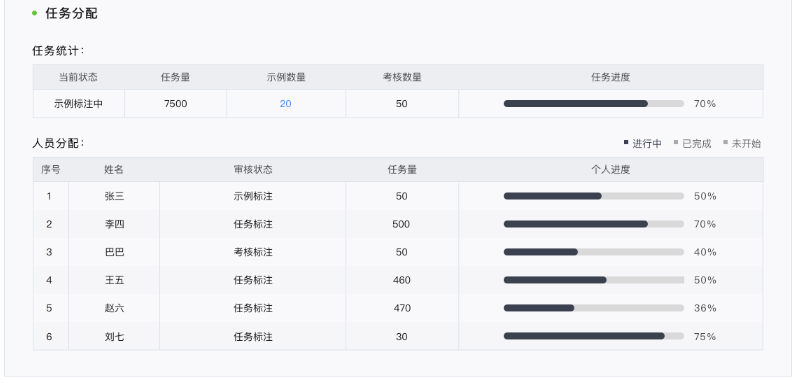 任务分配
任务统计：
当前状态 任务量 示例数量 考核数量 任务进度
示例标注中 7500 20 50 70%
人员分配： 进行中 已完成 未开始
序号 姓名 审核状态 任务量 个人进度
1 张三 示例标注 50 50%
2 李四 任务标注 500 70%
3 巴巴 考核标注 50 40%
4 王五 任务标注 460 50%
5 赵六 任务标注 470 36%
6 刘七 任务标注 30 75%